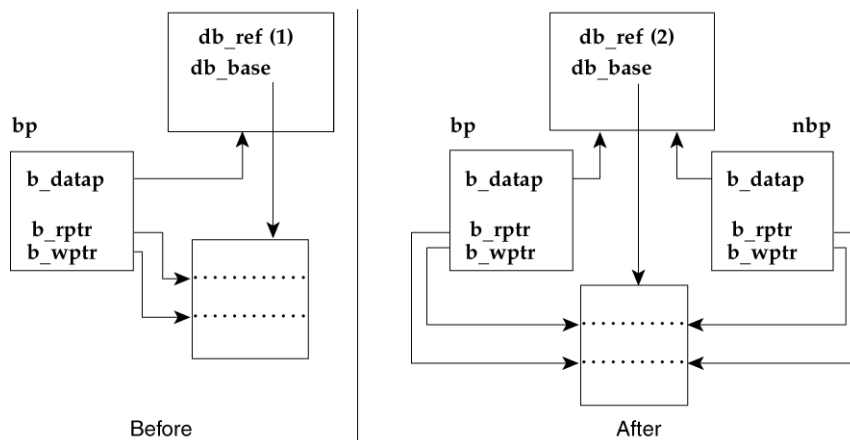 db_ref (1)
db_base
bp
b_datap
b_rptr
b_wptr
Before
db_ref (2)
db_base
bp
nbp
b_datap
b_rptr
b_wptr
b_datap
b_rptr
b_wptr
After